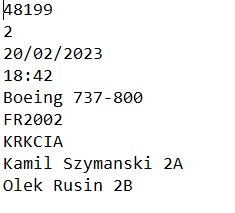 48199
2
20/02/2023
18:42
Boeing 737-800
FR2002
KRKCIA
Kamil Szymanski 2A
Olek Rusin 2B